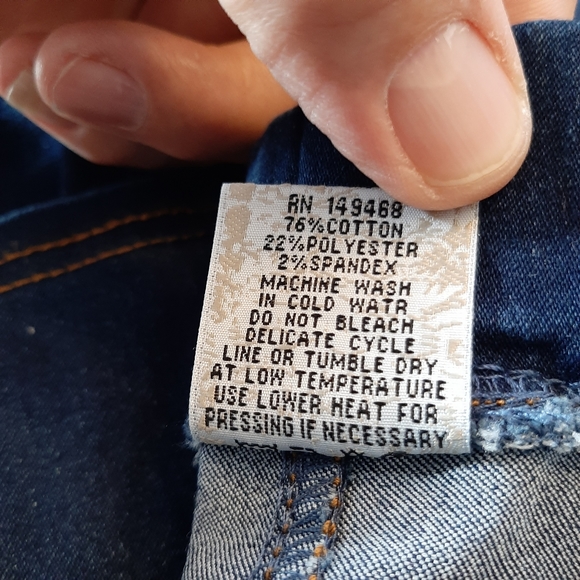 RN 149468
76%COTTON
22%POLYESTER
2%SPANDEX
MACHINE WASH
IN COLD WATR
DO NOT BLEACH
DELICATE CYCLE
LINE OR TUMBLE DRY
AT LOW TEMPERATURE
USE LOWER HEAT FOR
PRESSING IF NECESSARY